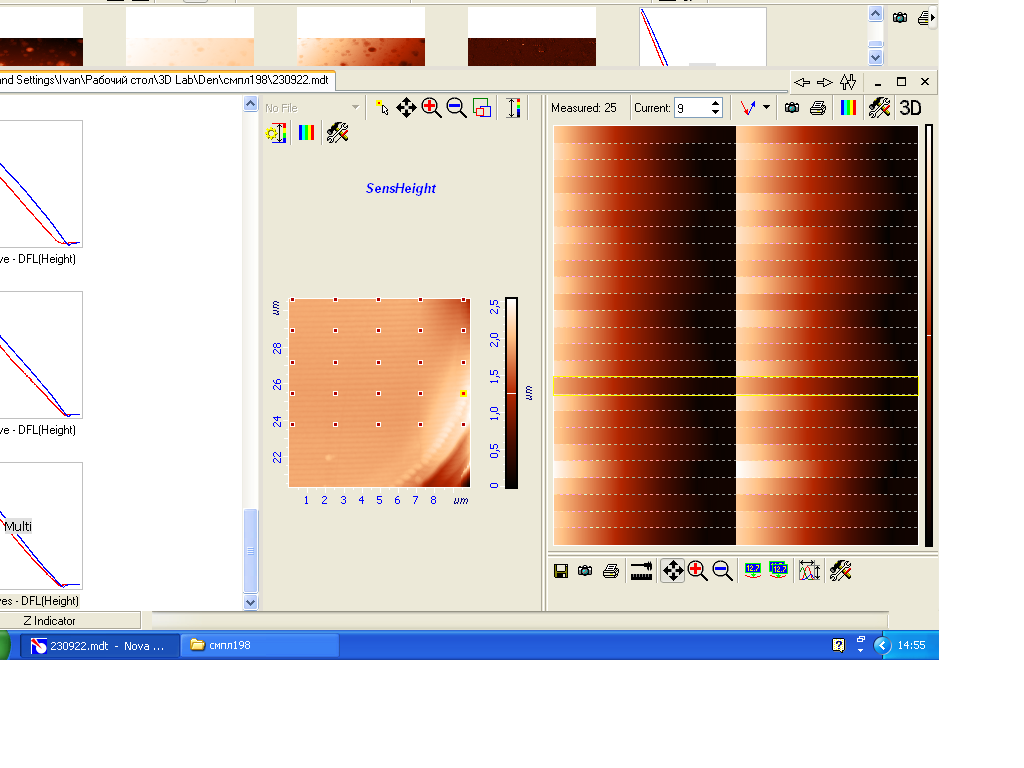 and Settings\Ivan\Рабочий стол\3D Lab\Den\смпл198\230922.mdt
No File
Measured: 25
Current: 9
3D
SensHeight
ve - DFL(Height)
ve - DFL(Height)
Multi
ves - DFL(Height)
um
28
26
24
22
1 2 3 4 5 6 7 8 um
2,5
2,0
1,5
1,0
0,5
0
um
Z Indicator
230922.mdt - Nova ...
смпл198
14:55